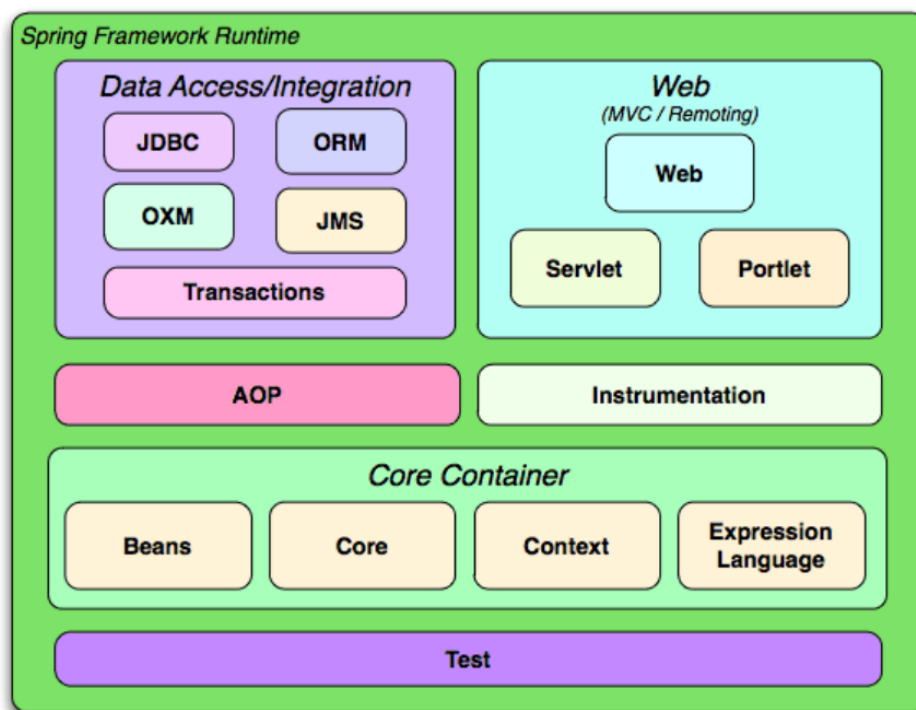 Spring Framework Runtime
Data Access/Integration
JDBC
ORM
OXM
JMS
Transactions
Web
(MVC / Remoting)
Web
Servlet
Portlet
AOP
Instrumentation
Core Container
Beans
Core
Context
Expression
Language
Test